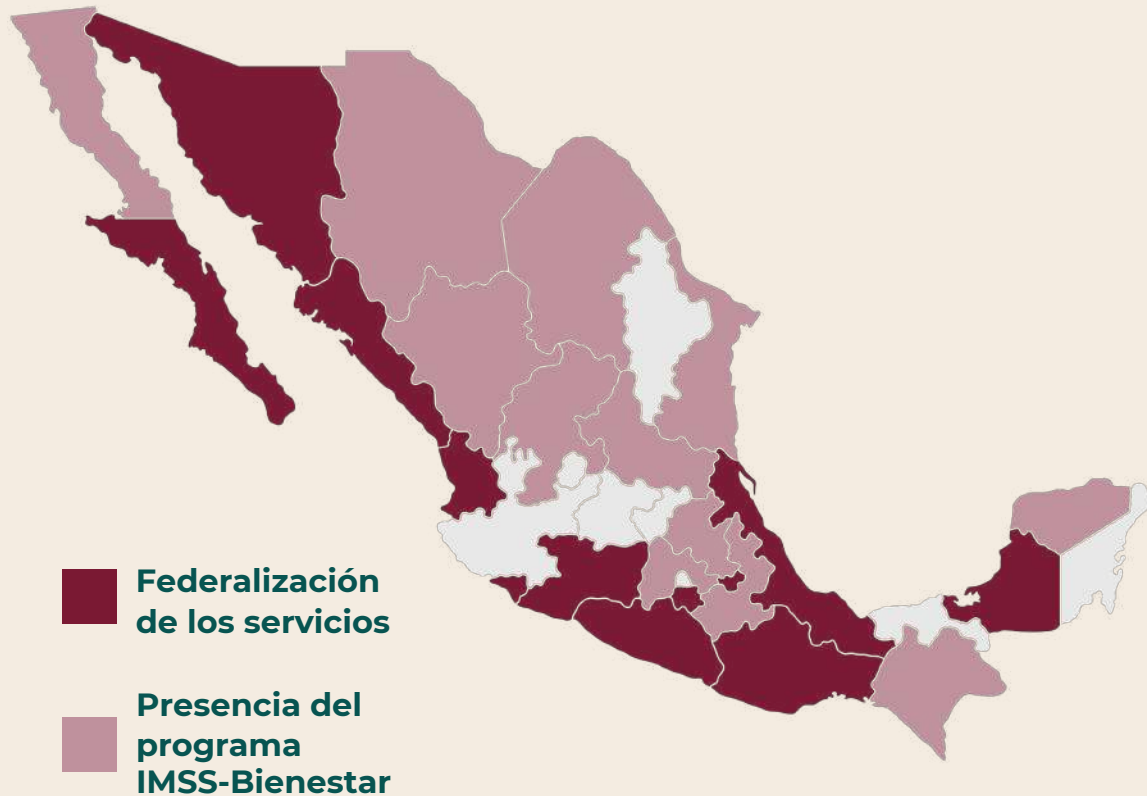 Federalización
de los servicios
Presencia del
programa
IMSS-Bienestar